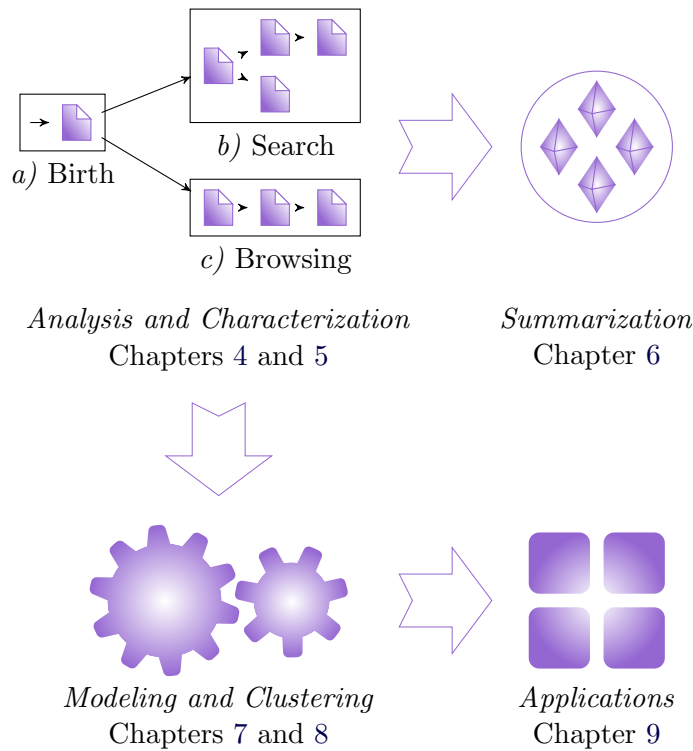 b) Search
a) Birth
c) Browsing
Analysis and Characterization
Chapters 4 and 5
Summarization
Chapter 6
Modeling and Clustering
Chapters 7 and 8
Applications
Chapter 9